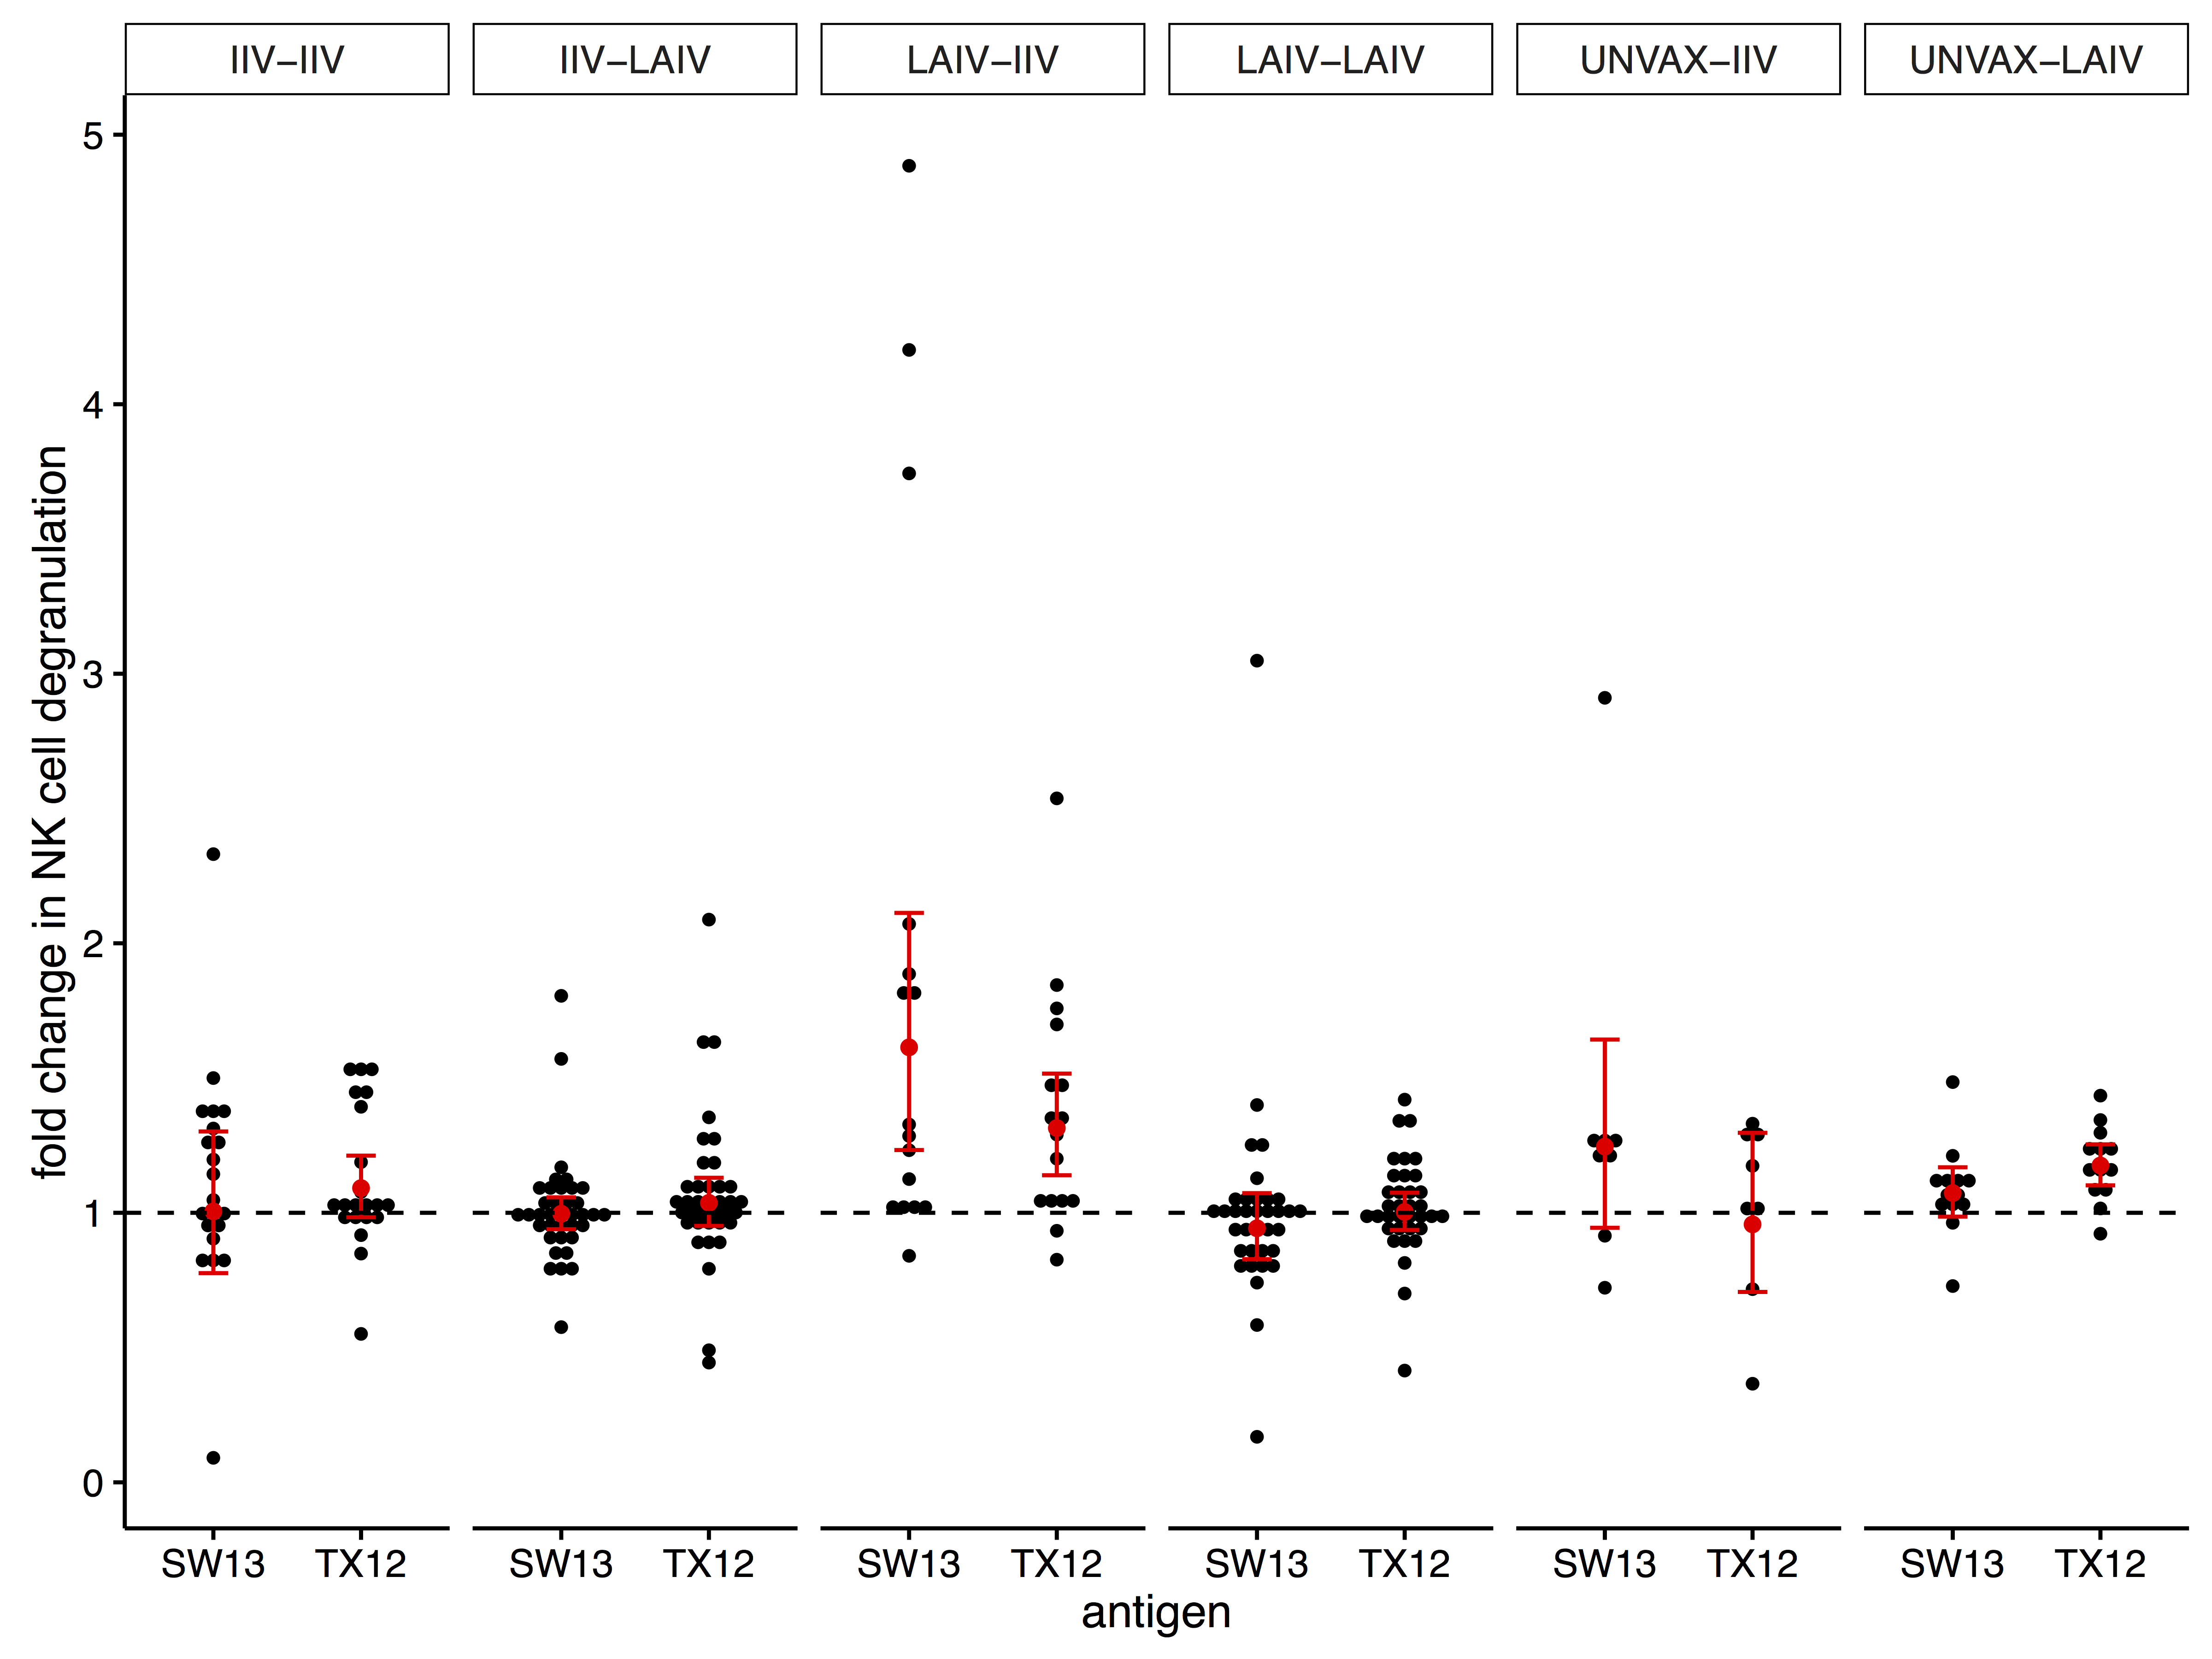 IIV–IIV IIV–LAIV LAIV–IIV LAIV–LAIV UNVAX–IIV UNVAX–LAIV
fold change in NK cell degranulation
5
4
3
2
1
0
SW13 TX12 SW13 TX12 SW13 TX12 SW13 TX12 SW13 TX12 SW13 TX12
antigen